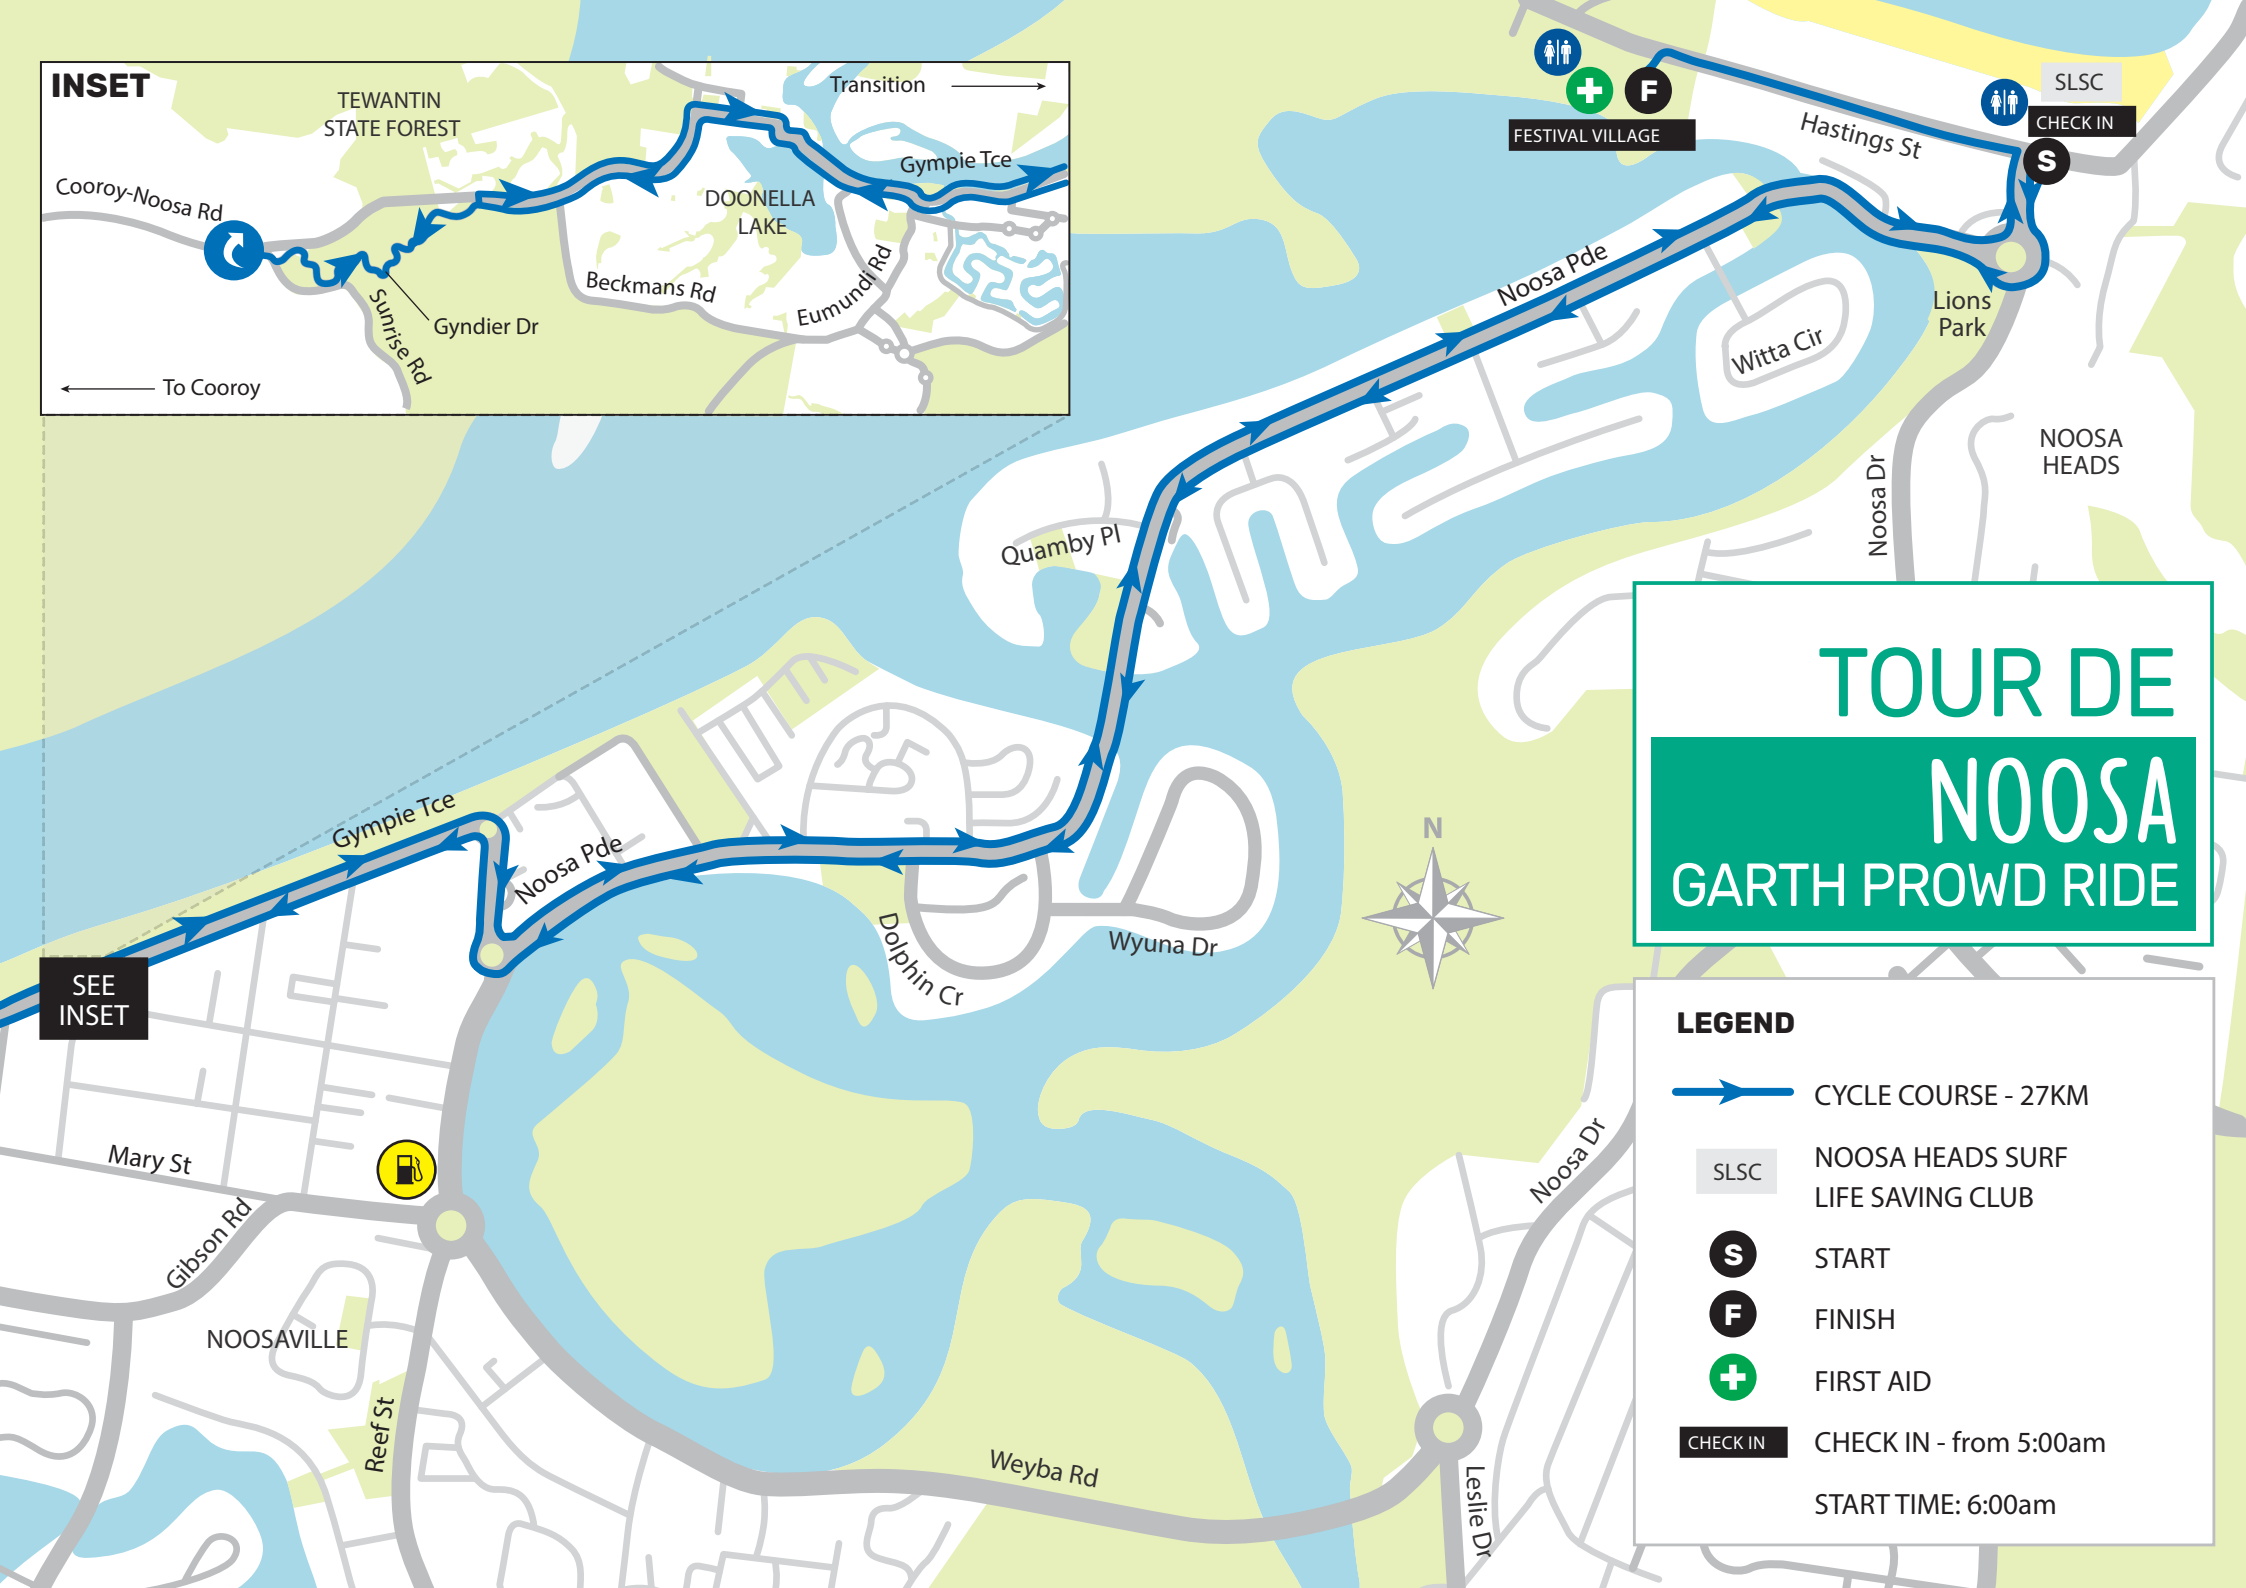 INSET
TEWANTIN
STATE FOREST
Transition
Cooroy-Noosa Rd
Gympie Tce
DOONELLA
LAKE
Beckmans Rd
Eumundi Rd
Sunrise Rd
Gyndier Dr
To Cooroy
F
FESTIVAL VILLAGE
Hastings St
SLSC
CHECK IN
S
Noosa Pde
Lions
Park
Witta Cir
NOOSA
HEADS
Noosa Dr
Quamby Pl
TOUR DE
NOOSA
GARTH PROWD RIDE
Gympie Tce
Noosa Pde
N
Dolphin Cr
Wyuna Dr
SEE
INSET
Mary St
Gibson Rd
NOOSAVILLE
Reef St
Weyba Rd
Noosa Dr
Leslie Dr
LEGEND
CYCLE COURSE - 27KM
SLSC
NOOSA HEADS SURF
LIFE SAVING CLUB
S
START
F
FINISH
FIRST AID
CHECK IN
CHECK IN - from 5:00am
START TIME: 6:00am